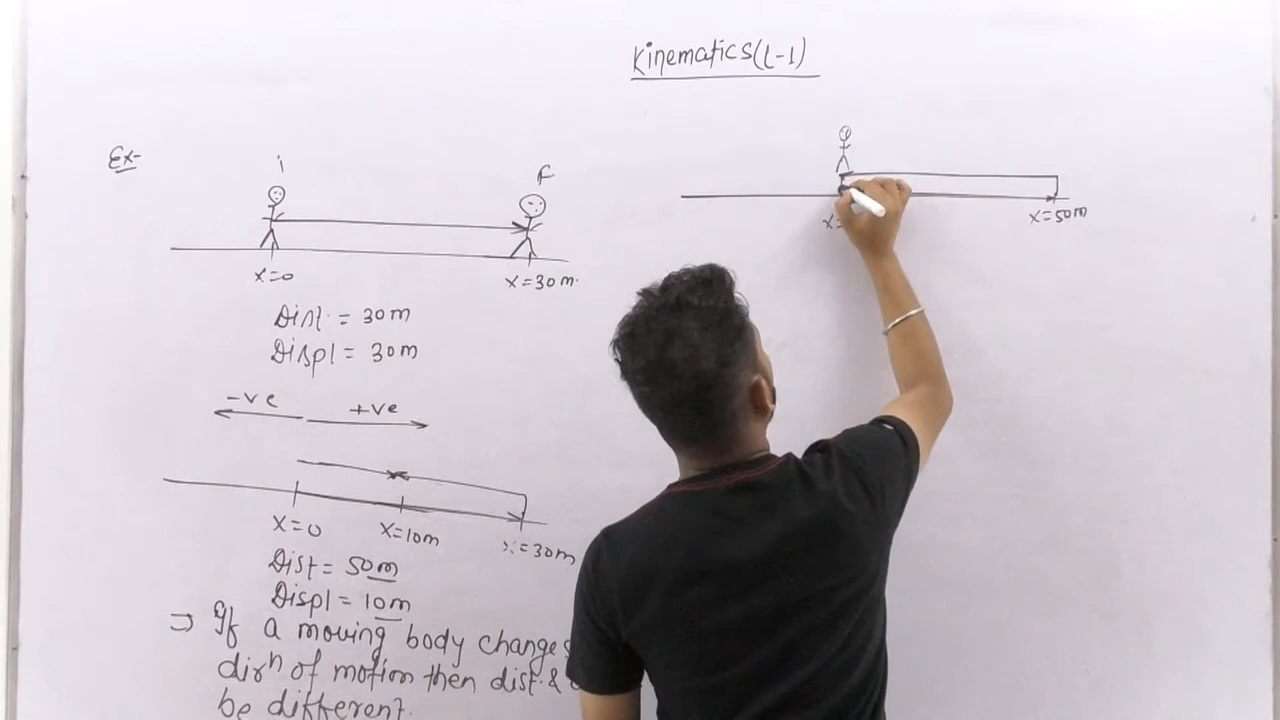 Kinematics(L-1)
Ex-
i
F
x=0
x=30m.
Dist. = 30m
Displ = 30m
-ve
+ve
x=0
x=10m
x=30m
Dist = 50m
Displ = 10m
⇒ If a moving body changes
dirⁿ of motion then dist. &
be different.
x=
x=50m